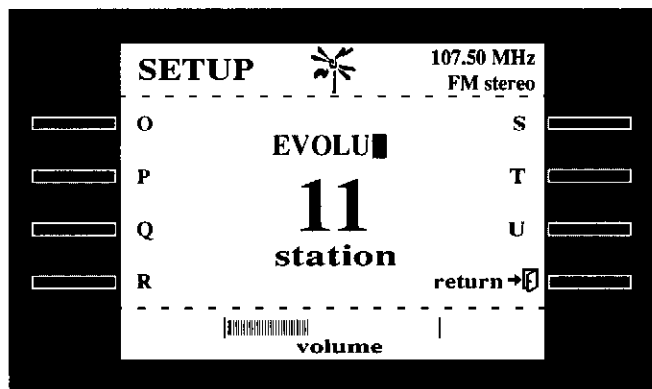 SETUP
107.50 MHz
FM stereo
O
S
EVOLU
P
T
11
Q
U
station
R
return
volume